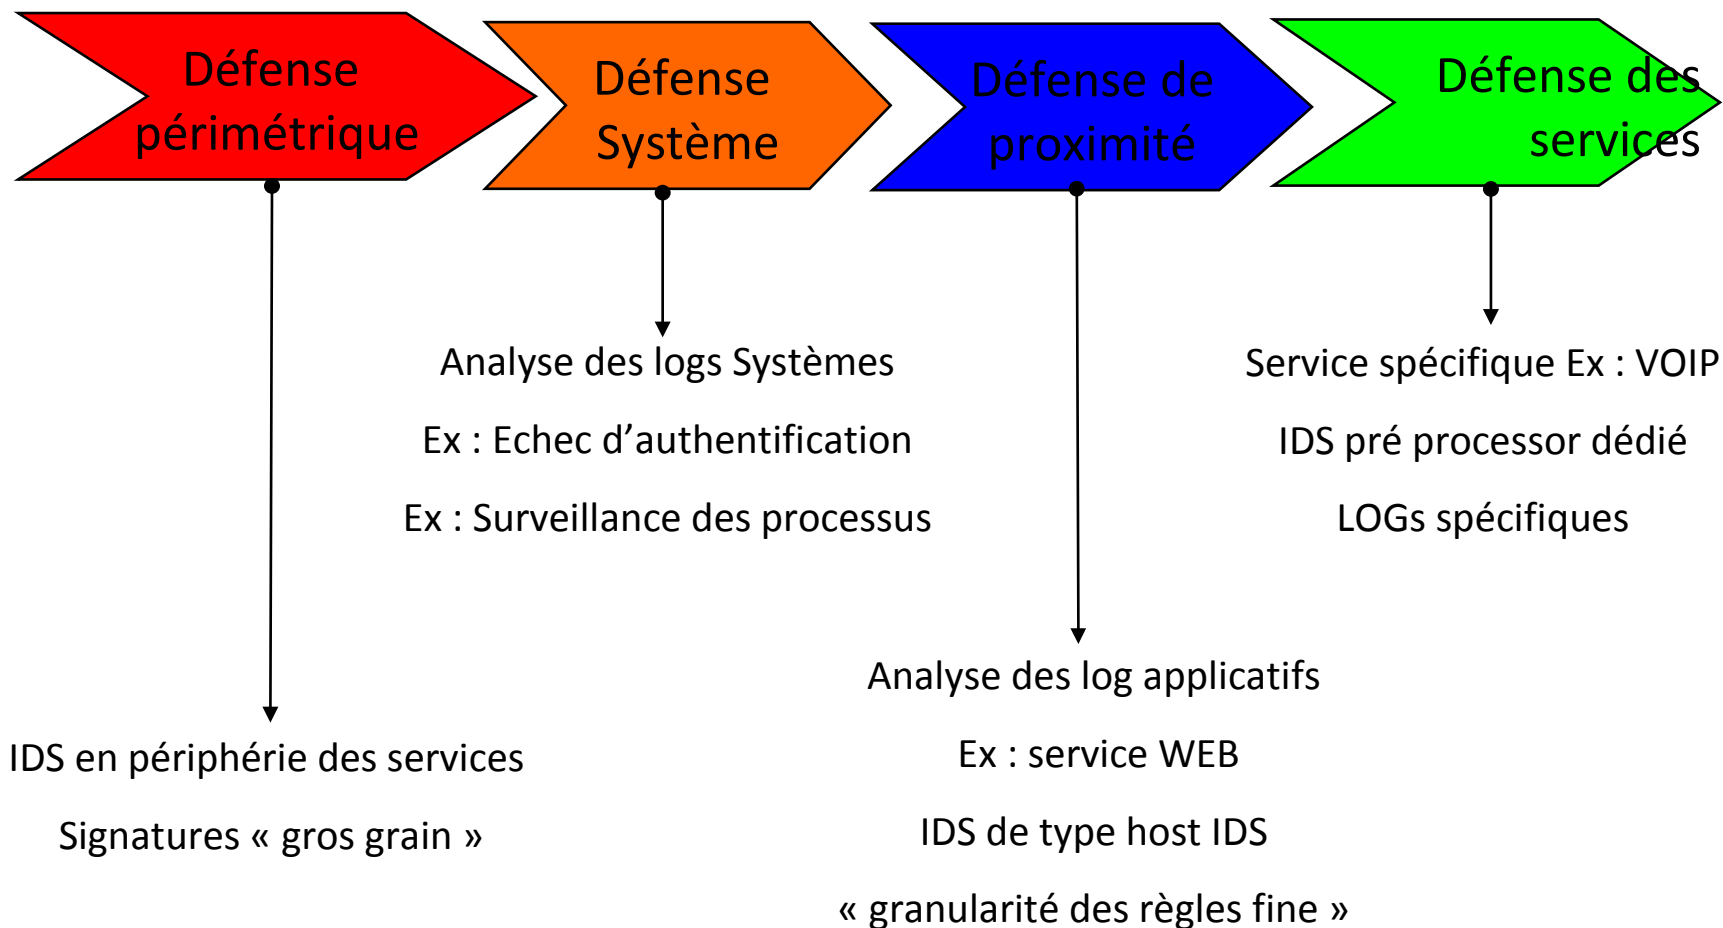 Défense
périmétrique
Défense
Système
Défense de
proximité
Défense des
services
Analyse des logs Systèmes
Ex : Echec d’authentification
Ex : Surveillance des processus
Service spécifique Ex : VOIP
IDS pré processor dédié
LOGs spécifiques
IDS en périphérie des services
Signatures « gros grain »
Analyse des log applicatifs
Ex : service WEB
IDS de type host IDS
« granularité des règles fine »